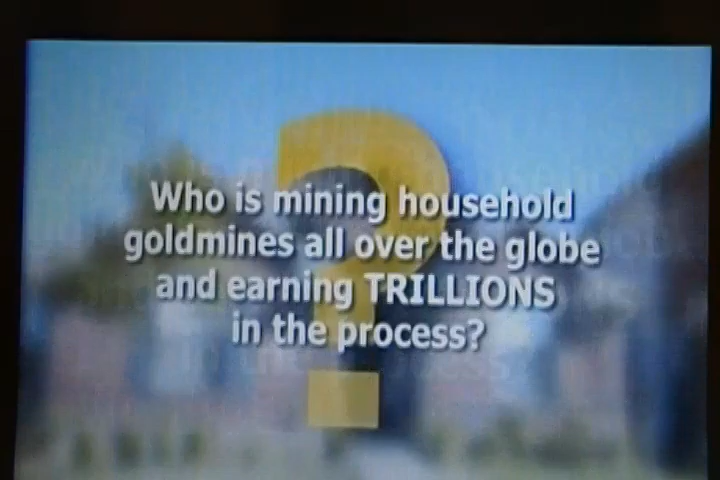 Who is mining household
goldmines all over the globe
and earning TRILLIONS
in the process?